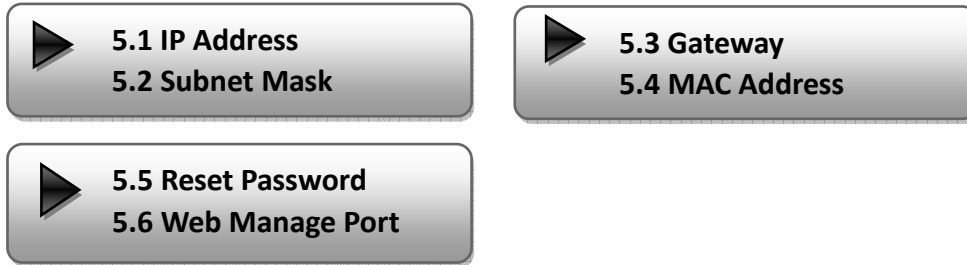 5.1 IP Address
5.2 Subnet Mask
5.3 Gateway
5.4 MAC Address
5.5 Reset Password
5.6 Web Manage Port